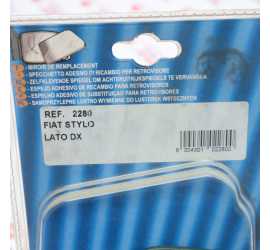 • MIROIR DE REMPLACEMENT
• SPECCHIETTO ADESIVO DI RICAMBIO PER RETROVISORE
• ZELFKLEVENDE SPIEGEL OM ACHTERUITKIJKSPIEGELS TE VERVANGEN
• ESPEJO ADHESIVO DE RECAMBIO PARA RETROVISORES
• ESPELHO ADESIVO DE SUBSTITUIÇÃO PARA RETROVISORES
• SAMOPRZYLEPNE LUSTRO WYMIENNE DO LUSTEREK WSTECZNYCH
REF. 2280
FIAT STYLO
LATO DX